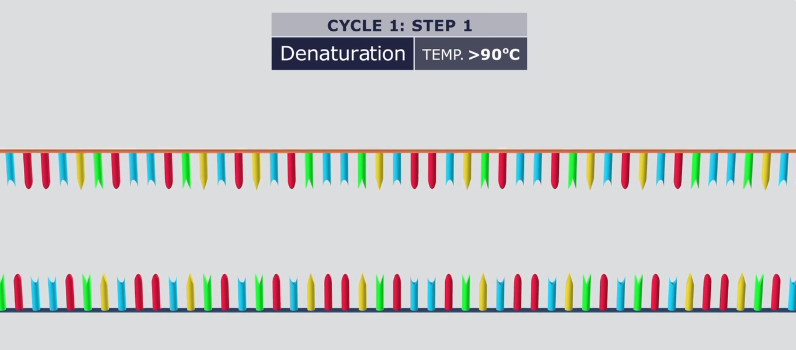 CYCLE 1: STEP 1
Denaturation TEMP. >90°C